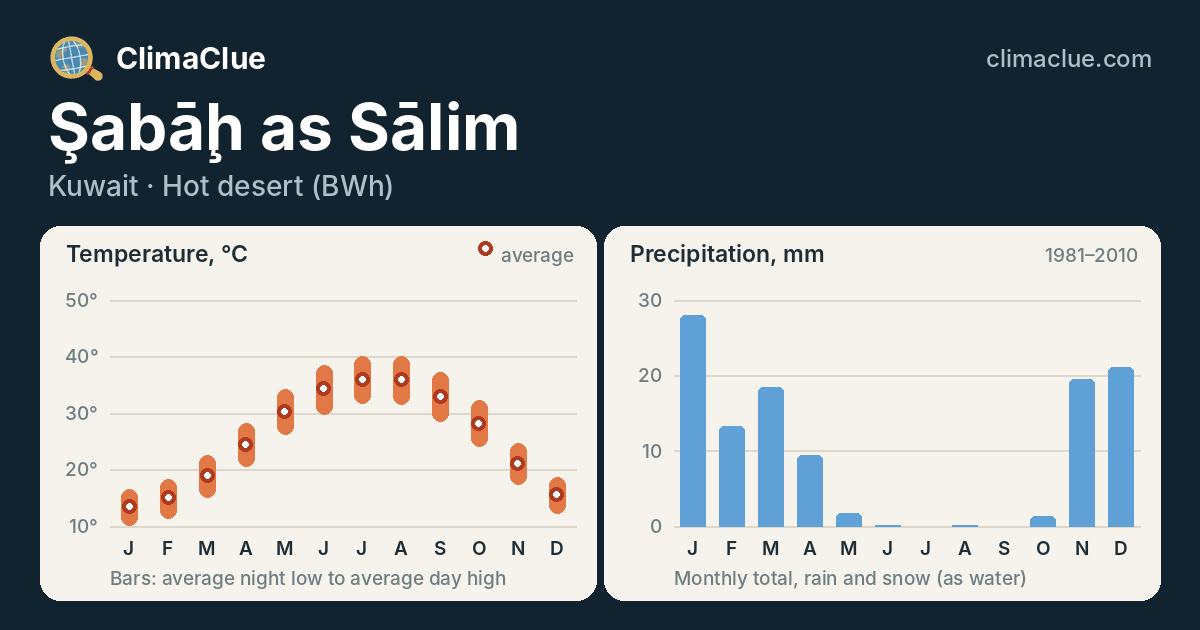 ClimaClue
climaclue.com
Şabāḩ as Sālim
Kuwait · Hot desert (BWh)
Temperature, °C
average
50°
40°
30°
20°
10°
J F M A M J J A S O N D
Bars: average night low to average day high
Precipitation, mm
1981–2010
30
20
10
0
J F M A M J J A S O N D
Monthly total, rain and snow (as water)